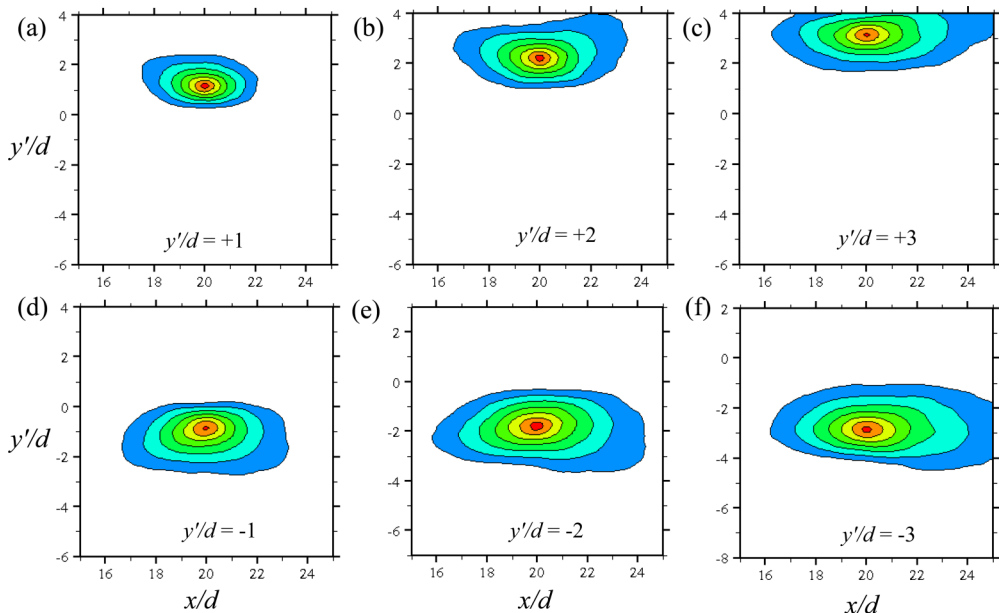 (a)
4
2
0
-2
-4
-6
y'/d
y'/d = +1
16 18 20 22 24
(b)
4
2
0
-2
-4
-6
y'/d = +2
16 18 20 22 24
(c)
4
2
0
-2
-4
-6
y'/d = +3
16 18 20 22 24
(d)
4
2
0
-2
-4
-6
y'/d
y'/d = -1
16 18 20 22 24
x/d
(e)
2
0
-2
-4
-6
y'/d = -2
16 18 20 22 24
x/d
(f)
2
0
-2
-4
-6
-8
y'/d = -3
16 18 20 22 24
x/d